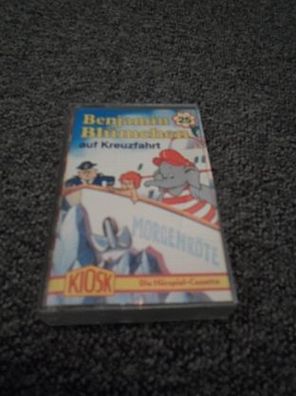 Benjamin
Blümchen
25
auf Kreuzfahrt
MORGENRÖTE
KIOSK
Die Hörspiel-Cassette